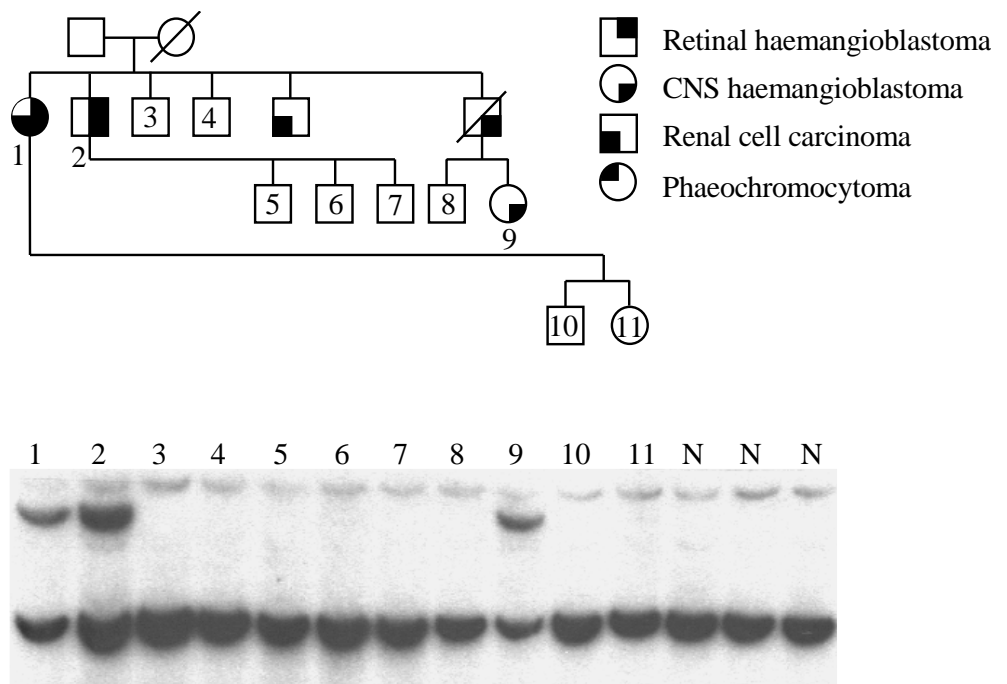 Retinal haemangioblastoma
CNS haemangioblastoma
Renal cell carcinoma
Phaeochromocytoma
3 4
1 2
5 6 7 8
9
10 11
1 2 3 4 5 6 7 8 9 10 11 N N N